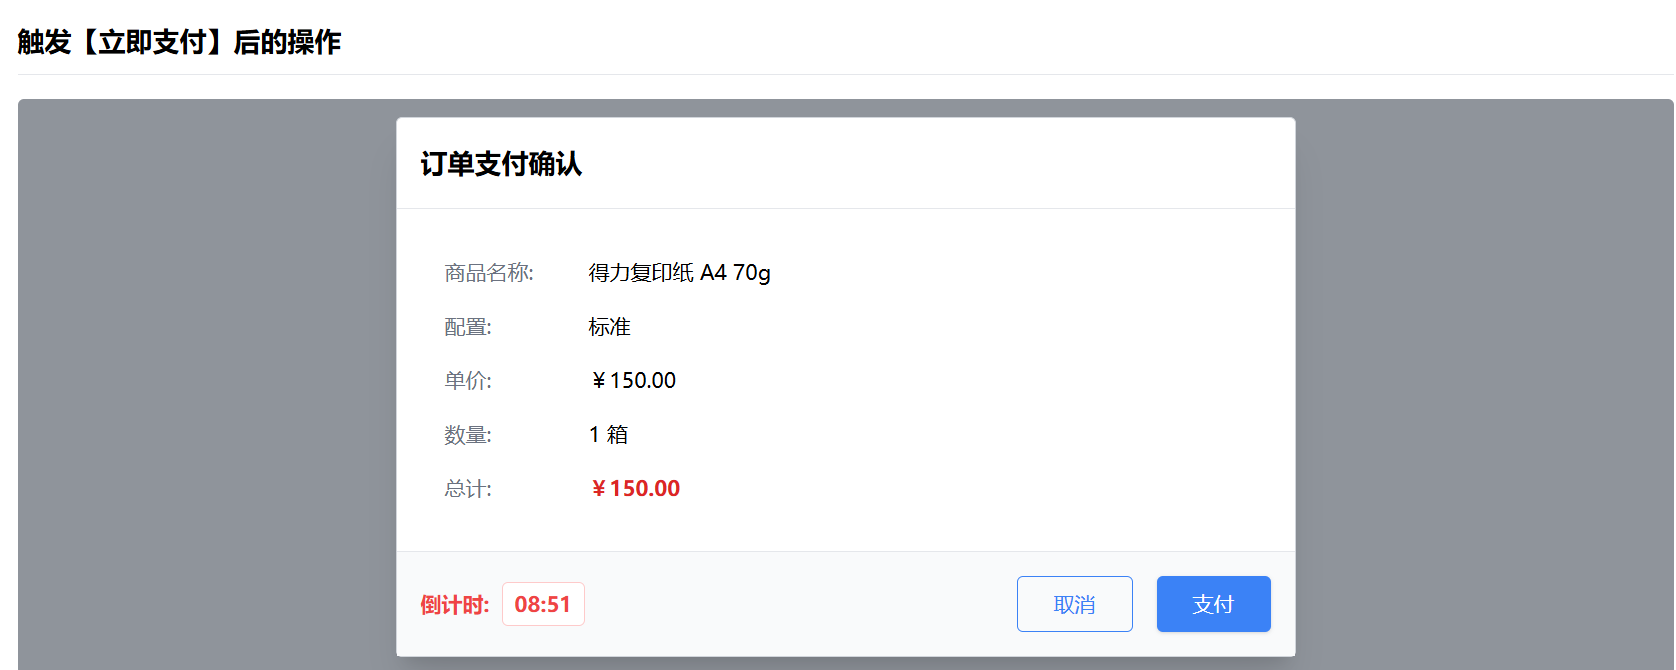 触发【立即支付】后的操作
订单支付确认
商品名称: 得力复印纸 A4 70g
配置: 标准
单价: ￥150.00
数量: 1 箱
总计: ￥150.00
倒计时: 08:51 取消 支付